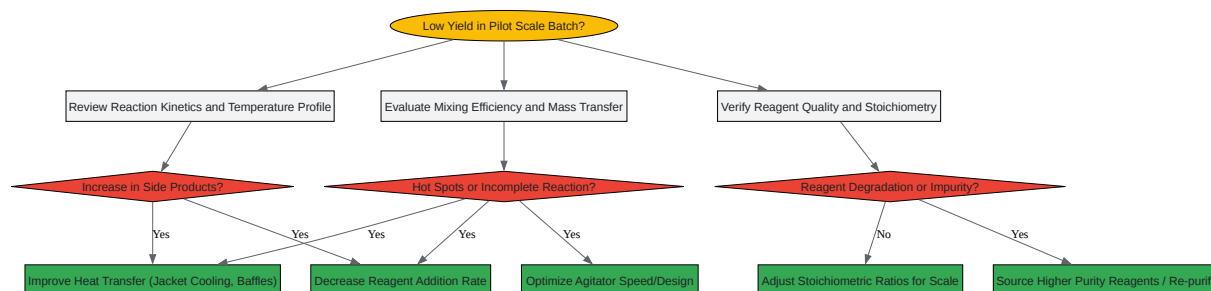 Low Yield in Pilot Scale Batch?
Review Reaction Kinetics and Temperature Profile
Evaluate Mixing Efficiency and Mass Transfer
Verify Reagent Quality and Stoichiometry
Increase in Side Products?
Hot Spots or Incomplete Reaction?
Reagent Degradation or Impurity?
Yes
Yes
Yes
Yes
Yes
No
Yes
Improve Heat Transfer (Jacket Cooling, Baffles)
Decrease Reagent Addition Rate
Optimize Agitator Speed/Design
Adjust Stoichiometric Ratios for Scale
Source Higher Purity Reagents / Re-purif